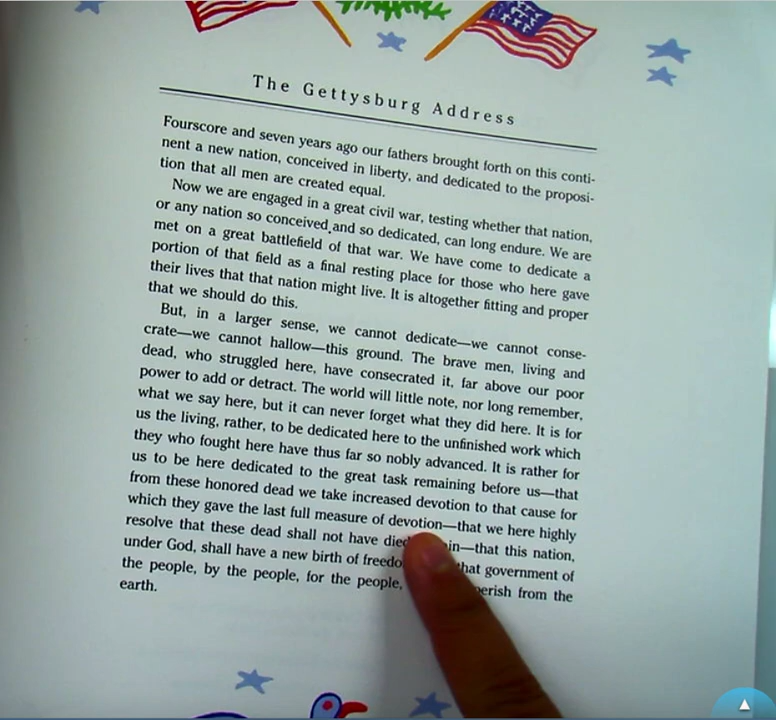 The Gettysburg Address
Fourscore and seven years ago our fathers brought forth on this conti-
nent a new nation, conceived in liberty, and dedicated to the proposi-
tion that all men are created equal.
Now we are engaged in a great civil war, testing whether that nation,
or any nation so conceived and so dedicated, can long endure. We are
met on a great battlefield of that war. We have come to dedicate a
portion of that field as a final resting place for those who here gave
their lives that that nation might live. It is altogether fitting and proper
that we should do this.
But, in a larger sense, we cannot dedicate—we cannot conse-
crate—we cannot hallow—this ground. The brave men, living and
dead, who struggled here, have consecrated it, far above our poor
power to add or detract. The world will little note, nor long remember,
what we say here, but it can never forget what they did here. It is for
us the living, rather, to be dedicated here to the unfinished work which
they who fought here have thus far so nobly advanced. It is rather for
us to be here dedicated to the great task remaining before us—that
from these honored dead we take increased devotion to that cause for
which they gave the last full measure of devotion—that we here highly
resolve that these dead shall not have died in—that this nation,
under God, shall have a new birth of that government of
the people, by the people, for the people, perish from the
earth.